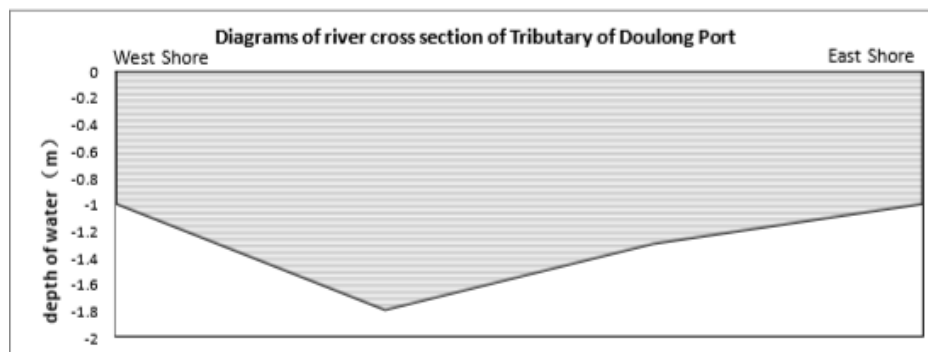 Diagrams of river cross section of Tributary of Doulong Port
West Shore
East Shore
0
-0.2
-0.4
-0.6
-0.8
-1
-1.2
-1.4
-1.6
-1.8
-2
depth of water（m）